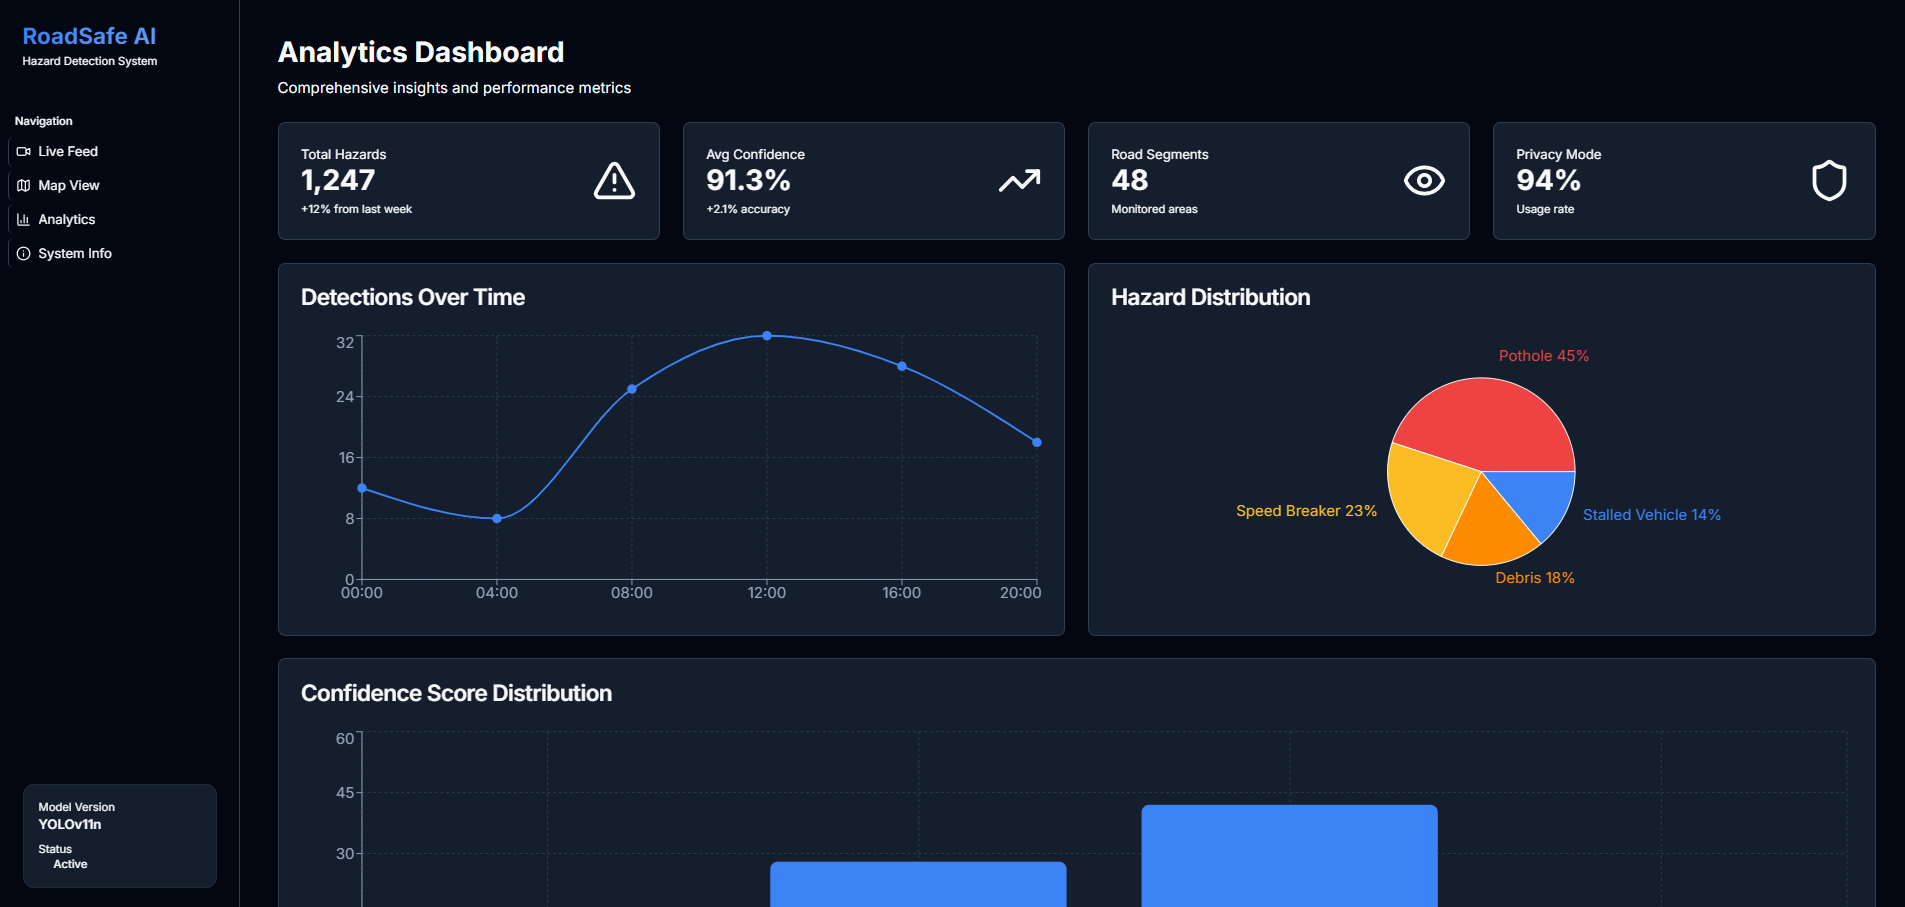 RoadSafe AI
Hazard Detection System
Navigation
Live Feed
Map View
Analytics
System Info
Model Version
YOLOv11n
Status
Active
Analytics Dashboard
Comprehensive insights and performance metrics
Total Hazards
1,247
+12% from last week
Avg Confidence
91.3%
+2.1% accuracy
Road Segments
48
Monitored areas
Privacy Mode
94%
Usage rate
Detections Over Time
32
24
16
8
0
00:00 04:00 08:00 12:00 16:00 20:00
Hazard Distribution
Pothole 45%
Speed Breaker 23%
Stalled Vehicle 14%
Debris 18%
Confidence Score Distribution
60
45
30